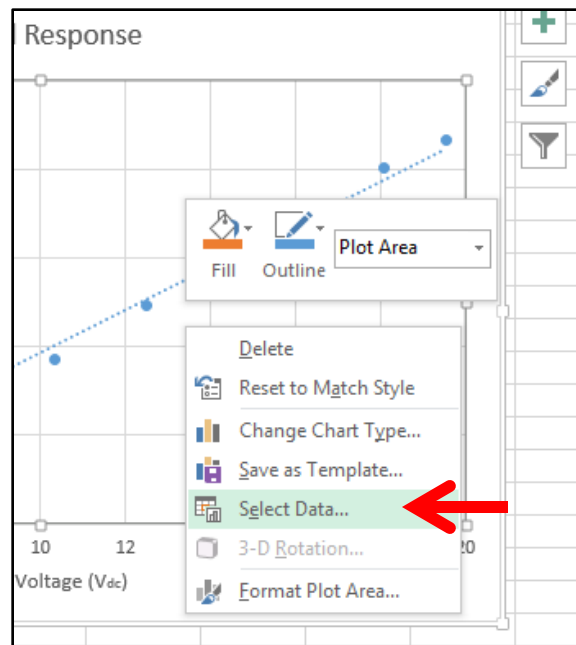 Response
Fill
Outline
Plot Area
Delete
Reset to Match Style
Change Chart Type...
Save as Template...
Select Data...
3-D Rotation...
Format Plot Area...
10
12
20
Voltage (Vdc)